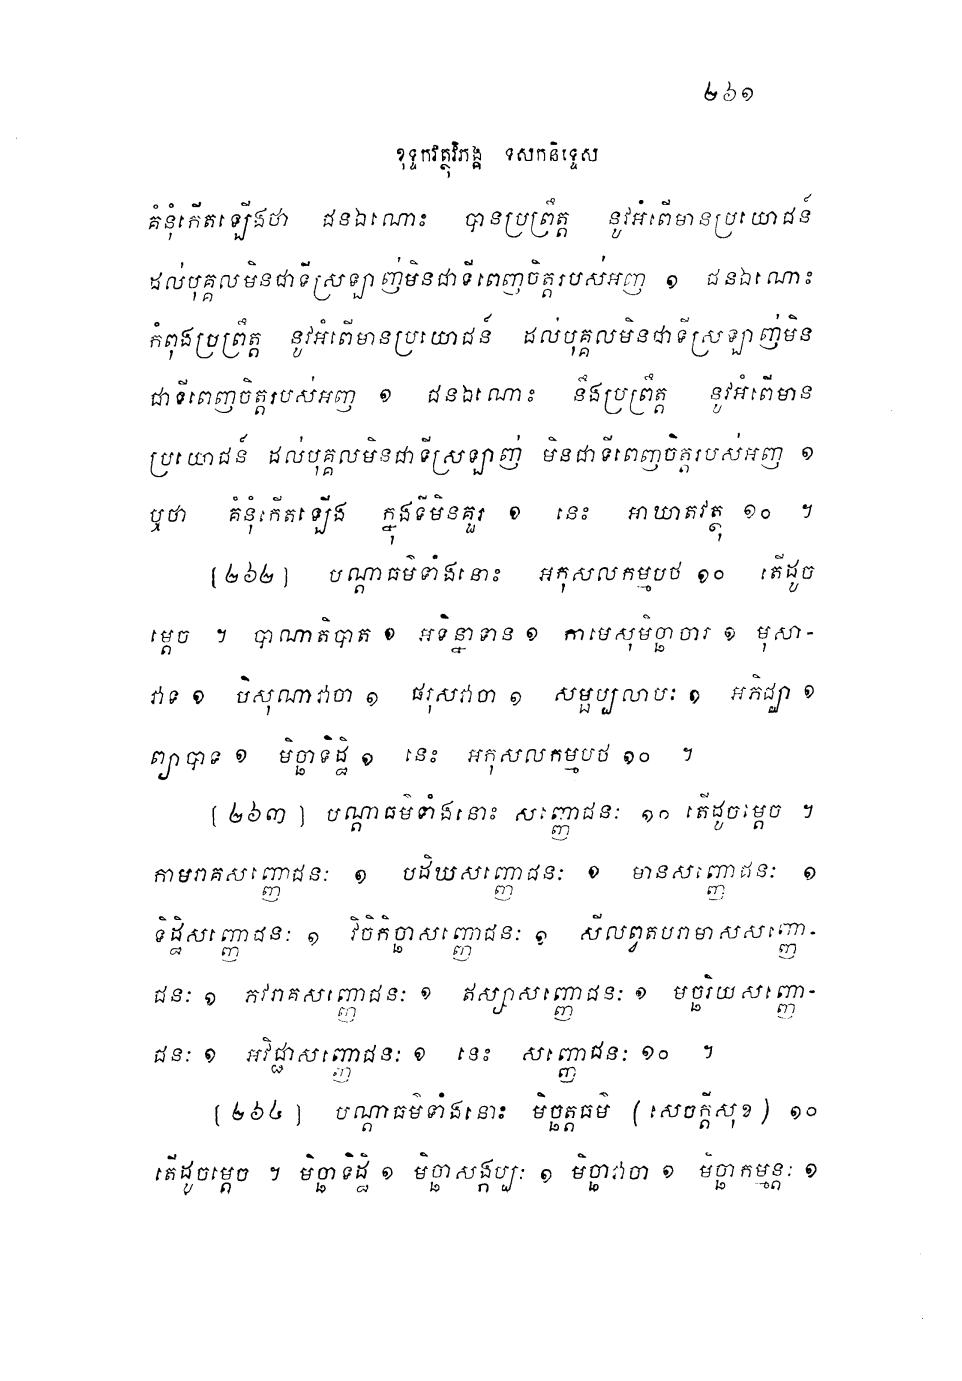 ២៦១
ខុទ្ទកវត្ថុវិភង្គ ទសកនិទ្ទេស
គំនុំកើតឡើងថា ជនឯណោះ បានប្រព្រឹត្ត នូវអំពើមានប្រយោជន៍
ដល់បុគ្គលមិនជាទីស្រឡាញ់មិនជាទីពេញចិត្តរបស់អញ ១ ជនឯណោះ
កំពុងប្រព្រឹត្ត នូវអំពើមានប្រយោជន៍ ដល់បុគ្គលមិនជាទីស្រឡាញ់មិន
ជាទីពេញចិត្តរបស់អញ ១ ជនឯណោះ នឹងប្រព្រឹត្ត នូវអំពើមាន
ប្រយោជន៍ ដល់បុគ្គលមិនជាទីស្រឡាញ់ មិនជាទីពេញចិត្តរបស់អញ ១
ឬថា គំនុំកើតឡើង ក្នុងទីមិនគួរ ១ នេះ អាឃាតវត្ថុ ១០ ។
[២៦២] បណ្តាធម៌ទាំងនោះ អកុសលកម្មបថ ១០ តើដូច
ម្តេច ។ បាណាតិបាត ១ អទិន្នាទាន ១ កាមេសុមិច្ឆាចារ ១ មុសា-
វាទ ១ បិសុណាវាចា ១ ផរុសវាចា ១ សម្ផប្បលាបៈ ១ អភិជ្ឈា ១
ព្យាបាទ ១ មិច្ឆាទិដ្ឋិ ១ នេះ អកុសលកម្មបថ ១០ ។
[២៦៣] បណ្តាធម៌ទាំងនោះ សញ្ញោជនៈ ១០ តើដូចម្តេច ។
កាមរាគសញ្ញោជនៈ ១ បដិឃសញ្ញោជនៈ ១ មានសញ្ញោជនៈ ១
ទិដ្ឋិសញ្ញោជនៈ ១ វិចិកិច្ឆាសញ្ញោជនៈ ១ សីលព្វតបរាមាសសញ្ញោ-
ជនៈ ១ ភវរាគសញ្ញោជនៈ ១ ឥស្សាសញ្ញោជនៈ ១ មច្ឆរិយសញ្ញោ-
ជនៈ ១ អវិជ្ជាសញ្ញោជនៈ ១ នេះ សញ្ញោជនៈ ១០ ។
[២៦៤] បណ្តាធម៌ទាំងនោះ មិច្ឆត្តធម៌ (សេចក្តីសុខ) ១០
តើដូចម្តេច ។ មិច្ឆាទិដ្ឋិ ១ មិច្ឆាសង្កប្បៈ ១ មិច្ឆាវាចា ១ មិច្ឆាកម្មន្តៈ ១